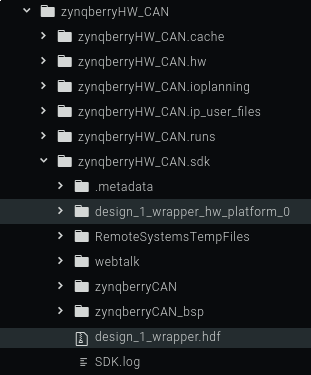 zynqberryHW_CAN
zynqberryHW_CAN.cache
zynqberryHW_CAN.hw
zynqberryHW_CAN.ioplanning
zynqberryHW_CAN.ip_user_files
zynqberryHW_CAN.runs
zynqberryHW_CAN.sdk
.metadata
design_1_wrapper_hw_platform_0
RemoteSystemsTempFiles
webtalk
zynqberryCAN
zynqberryCAN_bsp
design_1_wrapper.hdf
SDK.log